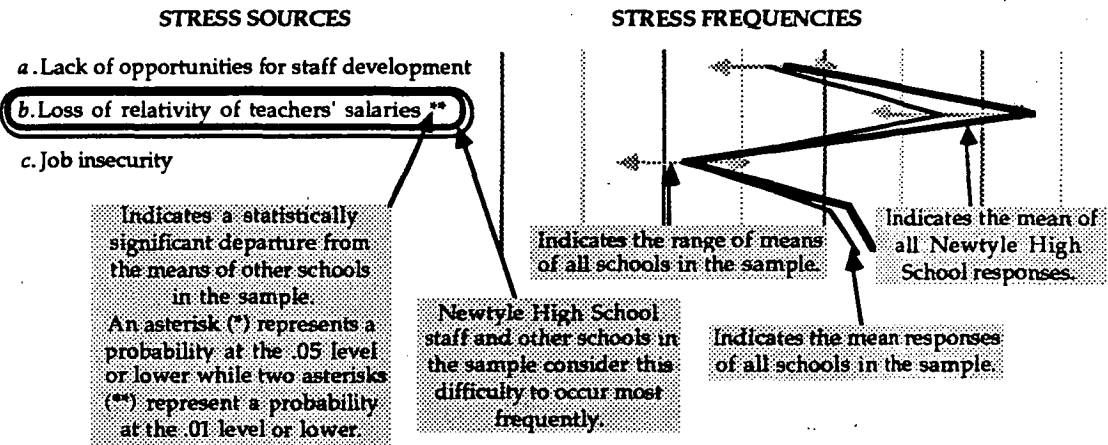 STRESS SOURCES
STRESS FREQUENCIES
a. Lack of opportunities for staff development
b. Loss of relativity of teachers' salaries **
c. Job insecurity
Indicates a statistically
significant departure from
the means of other schools
in the sample.
An asterisk (*) represents a
probability at the .05 level
or lower while two asterisks
(**) represent a probability
at the .01 level or lower.
Newtyle High School
staff and other schools in
the sample consider this
difficulty to occur most
frequently.
Indicates the range of means
of all schools in the sample.
Indicates the mean of
all Newtyle High
School responses.
Indicates the mean responses
of all schools in the sample.